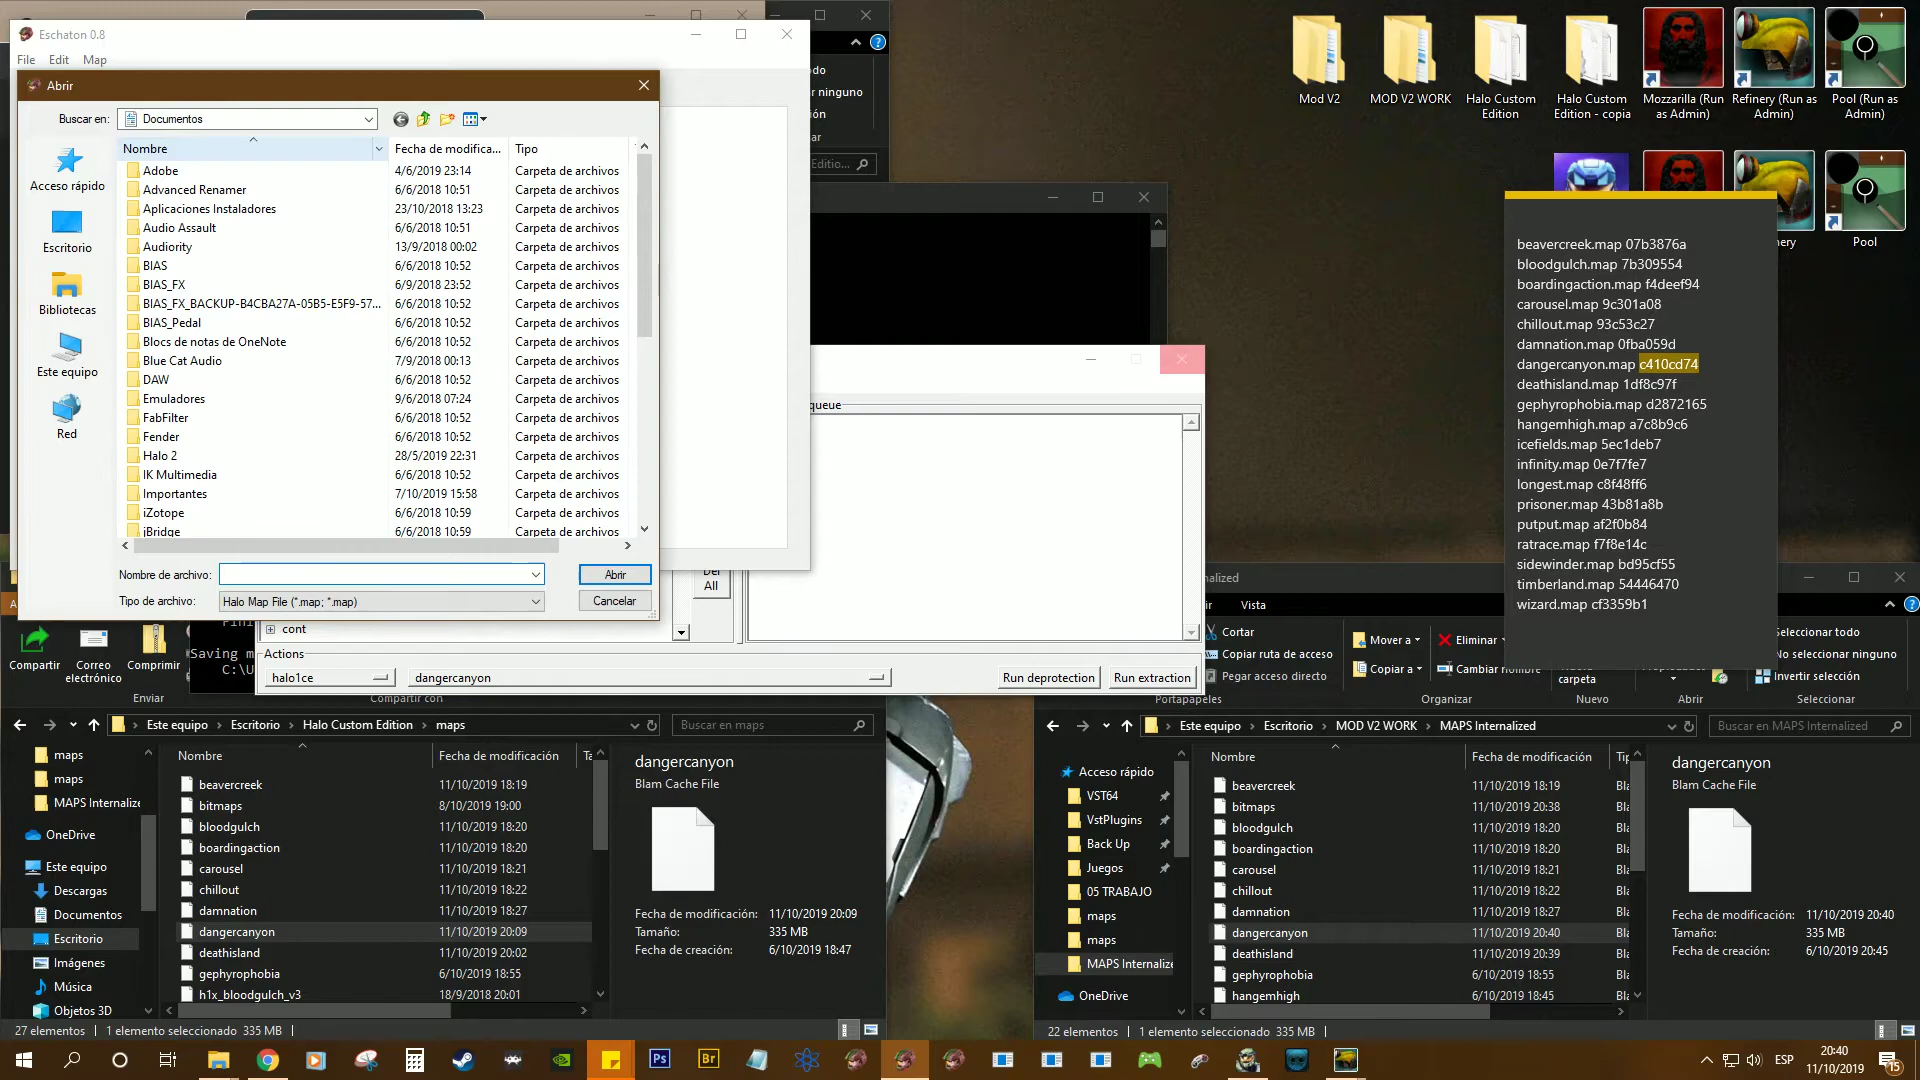 Eschaton 0.8
File Edit Map
Abrir
Buscar en: Documentos
Nombre Fecha de modifica... Tipo
Adobe 4/6/2019 23:14 Carpeta de archivos
Advanced Renamer 6/6/2018 10:51 Carpeta de archivos
Aplicaciones Instaladores 23/10/2018 13:23 Carpeta de archivos
Audio Assault 6/6/2018 10:51 Carpeta de archivos
Audiority 13/9/2018 00:02 Carpeta de archivos
BIAS 6/6/2018 10:52 Carpeta de archivos
BIAS_FX 6/9/2018 23:52 Carpeta de archivos
BIAS_FX_BACKUP-B4CBA27A-05B5-E5F9-57... 6/6/2018 10:52 Carpeta de archivos
BIAS_Pedal 6/6/2018 10:52 Carpeta de archivos
Blocs de notas de OneNote 6/6/2018 10:52 Carpeta de archivos
Blue Cat Audio 7/9/2018 00:13 Carpeta de archivos
DAW 6/6/2018 10:52 Carpeta de archivos
Emuladores 9/6/2018 07:24 Carpeta de archivos
FabFilter 6/6/2018 10:52 Carpeta de archivos
Fender 6/6/2018 10:52 Carpeta de archivos
Halo 2 28/5/2019 22:31 Carpeta de archivos
IK Multimedia 6/6/2018 10:52 Carpeta de archivos
Importantes 7/10/2019 15:58 Carpeta de archivos
iZotope 6/6/2018 10:59 Carpeta de archivos
jBridge 6/6/2018 10:59 Carpeta de archivos
Acceso rápido
Escritorio
Bibliotecas
Este equipo
Red
Nombre de archivo: Abrir
Tipo de archivo: Halo Map File (*.map; *.map) Cancelar
ninguno
Editio...
queue
Del
All
cont
Actions
halo1ce dangercanyon Run deprotection Run extraction
Mod V2
MOD V2 WORK
Halo Custom
Edition
Halo Custom
Edition - copia
Mozzarilla (Run
as Admin)
Refinery (Run as
Admin)
Pool (Run as
Admin)
Pool
beavercreek.map 07b3876a
bloodgulch.map 7b309554
boardingaction.map f4deef94
carousel.map 9c301a08
chillout.map 93c53c27
damnation.map 0fba059d
dangercanyon.map c410cd74
deathisland.map 1df8c97f
gephyrophobia.map d2872165
hangemhigh.map a7c8b9c6
icefields.map 5ec1deb7
infinity.map 0e7f7fe7
longest.map c8f48ff6
prisoner.map 43b81a8b
putput.map af2f0b84
ratrace.map f7f8e14c
sidewinder.map bd95cf55
timberland.map 54446470
wizard.map cf3359b1
Compartir
Correo
electrónico
Comprimir
Enviar
Saving m
C:\U
Compartir con
Este equipo Escritorio Halo Custom Edition maps Buscar en maps
maps
maps
MAPS Internalize
OneDrive
Este equipo
Descargas
Documentos
Escritorio
Imágenes
Música
Objetos 3D
Nombre Fecha de modificación
beavercreek 11/10/2019 18:19
bitmaps 8/10/2019 19:00
bloodgulch 11/10/2019 18:20
boardingaction 11/10/2019 18:20
carousel 11/10/2019 18:21
chillout 11/10/2019 18:22
damnation 11/10/2019 18:27
dangercanyon 11/10/2019 20:09
deathisland 11/10/2019 20:02
gephyrophobia 6/10/2019 18:55
h1x_bloodgulch_v3 18/9/2018 20:01
dangercanyon
Blam Cache File
Fecha de modificación: 11/10/2019 20:09
Tamaño: 335 MB
Fecha de creación: 6/10/2019 18:47
27 elementos 1 elemento seleccionado 335 MB
Vista
Cortar
Copiar ruta de acceso
Pegar acceso directo
Portapapeles
Mover a
Copiar a
Eliminar
Cambiar nombre
Organizar
carpeta
Nuevo
Abrir
Seleccionar todo
No seleccionar ninguno
Invertir selección
Seleccionar
Este equipo Escritorio MOD V2 WORK MAPS Internalized Buscar en MAPS Internalized
Acceso rápido
VST64
VstPlugins
Back Up
Juegos
05 TRABAJO
maps
maps
MAPS Internalize
OneDrive
Nombre Fecha de modificación
beavercreek 11/10/2019 18:19
bitmaps 11/10/2019 20:38
bloodgulch 11/10/2019 18:20
boardingaction 11/10/2019 18:20
carousel 11/10/2019 18:21
chillout 11/10/2019 18:22
damnation 11/10/2019 18:27
dangercanyon 11/10/2019 20:40
deathisland 11/10/2019 20:39
gephyrophobia 6/10/2019 18:55
hangemhigh 6/10/2019 18:45
dangercanyon
Blam Cache File
Fecha de modificación: 11/10/2019 20:40
Tamaño: 335 MB
Fecha de creación: 6/10/2019 20:45
22 elementos 1 elemento seleccionado 335 MB
Ps
Br
ESP
20:40
11/10/2019
15